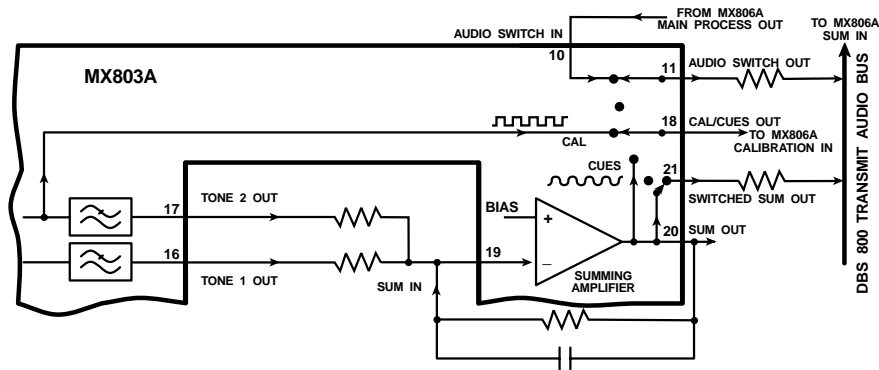 FROM MX806A
MAIN PROCESS OUT
TO MX806A
SUM IN
AUDIO SWITCH IN
10
MX803A
11
AUDIO SWITCH OUT
18
CAL/CUES OUT
CAL
TO MX806A
CALIBRATION IN
CUES
21
SWITCHED SUM OUT
17
TONE 2 OUT
BIAS
+
20
SUM OUT
16
TONE 1 OUT
19
−
SUM IN
SUMMING
AMPLIFIER
DBS 800 TRANSMIT AUDIO BUS